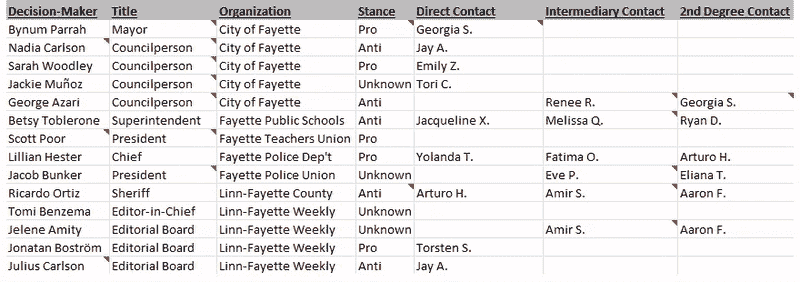 Decision-Maker Title Organization Stance Direct Contact Intermediary Contact 2nd Degree Contact
Bynum Parrah Mayor City of Fayette Pro Georgia S.
Nadia Carlson Councilperson City of Fayette Anti Jay A.
Sarah Woodley Councilperson City of Fayette Pro Emily Z.
Jackie Muñoz Councilperson City of Fayette Unknown Tori C.
George Azari Councilperson City of Fayette Anti Renee R. Georgia S.
Betsy Toblerone Superintendent Fayette Public Schools Anti Jacqueline X. Melissa Q. Ryan D.
Scott Poor President Fayette Teachers Union Pro
Lillian Hester Chief Fayette Police Dep't Pro Yolanda T. Fatima O. Arturo H.
Jacob Bunker President Fayette Police Union Unknown Eve P. Eliana T.
Ricardo Ortiz Sheriff Linn-Fayette County Anti Arturo H. Amir S. Aaron F.
Tomi Benzema Editor-in-Chief Linn-Fayette Weekly Unknown
Jelene Amity Editorial Board Linn-Fayette Weekly Unknown Amir S. Aaron F.
Jonatan Boström Editorial Board Linn-Fayette Weekly Pro Torsten S.
Julius Carlson Editorial Board Linn-Fayette Weekly Anti Jay A.